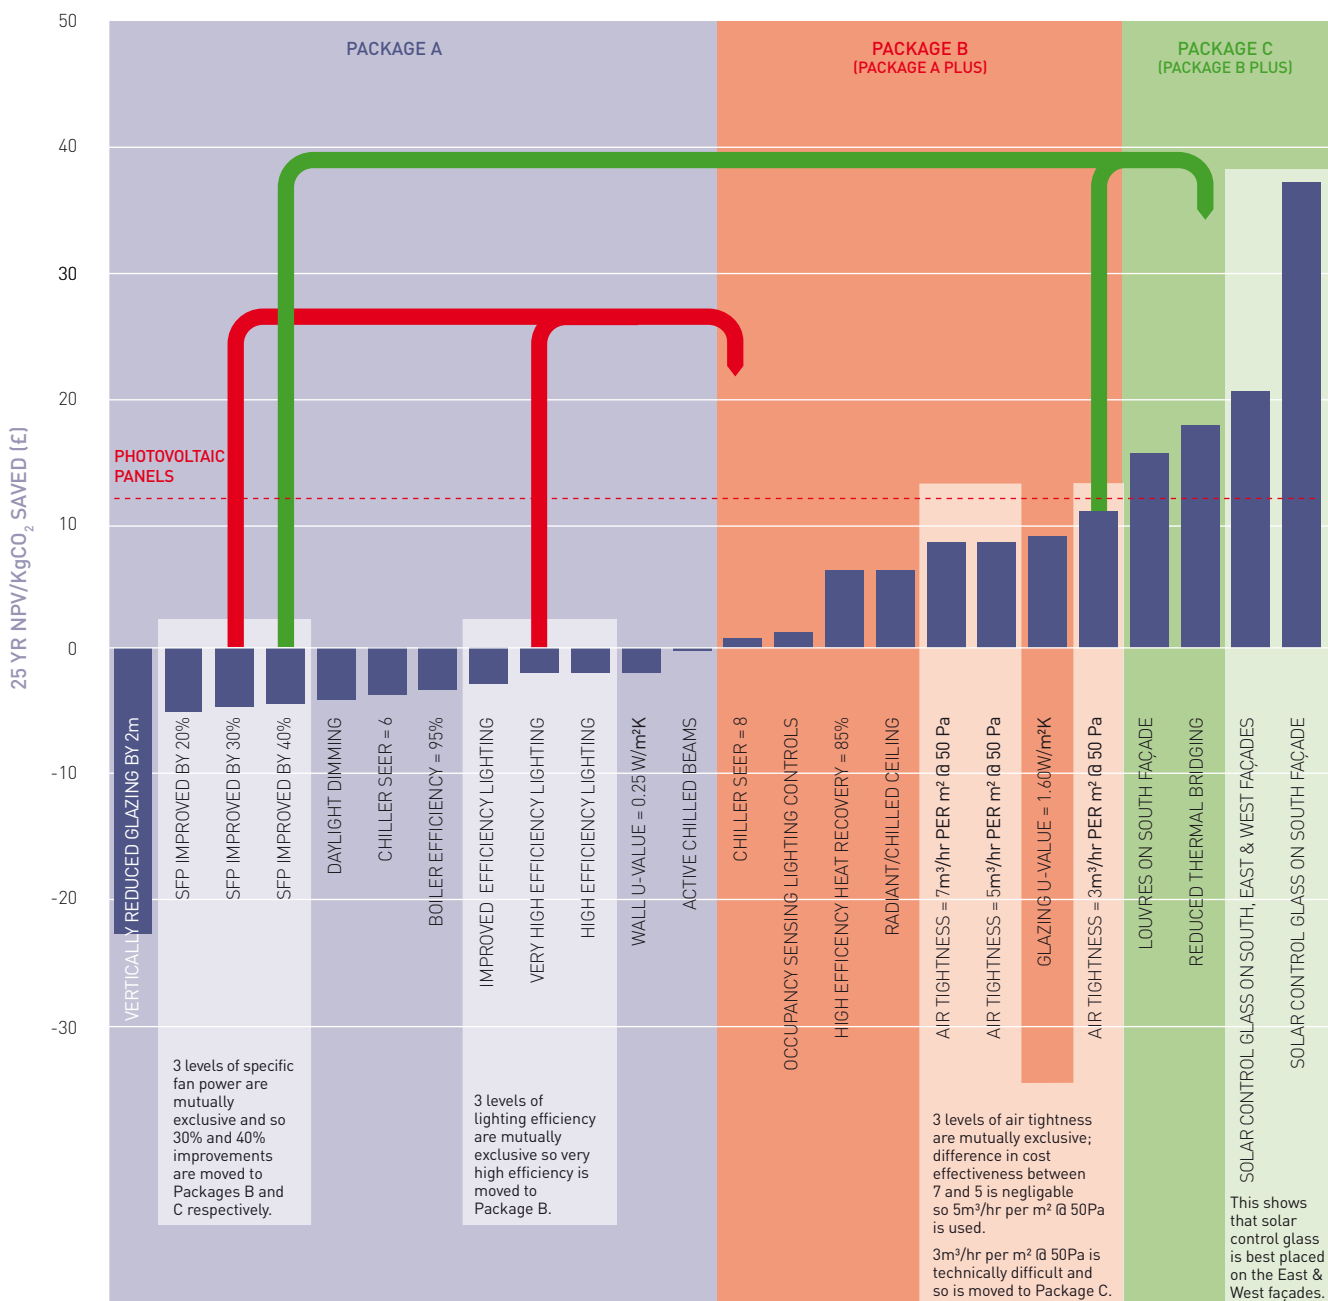 PACKAGE A
PACKAGE B
(PACKAGE A PLUS)
PACKAGE C
(PACKAGE B PLUS)
50
40
30
20
10
0
-10
-20
-30
25 YR NPV/KgCO₂ SAVED (£)
PHOTOVOLTAIC
PANELS
VERTICALLY REDUCED GLAZING BY 2m
SFP IMPROVED BY 20%
SFP IMPROVED BY 30%
SFP IMPROVED BY 40%
DAYLIGHT DIMMING
CHILLER SEER = 6
BOILER EFFICIENCY = 95%
IMPROVED EFFICIENCY LIGHTING
VERY HIGH EFFICIENCY LIGHTING
HIGH EFFICIENCY LIGHTING
WALL U-VALUE = 0.25 W/m²K
ACTIVE CHILLED BEAMS
CHILLER SEER = 8
OCCUPANCY SENSING LIGHTING CONTROLS
HIGH EFFICENCY HEAT RECOVERY = 85%
RADIANT/CHILLED CEILING
AIR TIGHTNESS = 7m³/hr PER m² @ 50 Pa
AIR TIGHTNESS = 5m³/hr PER m² @ 50 Pa
GLAZING U-VALUE = 1.60W/m²K
AIR TIGHTNESS = 3m³/hr PER m² @ 50 Pa
LOUVRES ON SOUTH FAÇADE
REDUCED THERMAL BRIDGING
SOLAR CONTROL GLASS ON SOUTH, EAST & WEST FAÇADES
SOLAR CONTROL GLASS ON SOUTH FAÇADE
3 levels of specific
fan power are
mutually
exclusive and so
30% and 40%
improvements
are moved to
Packages B and
C respectively.
3 levels of
lighting efficiency
are mutually
exclusive so very
high efficiency is
moved to
Package B.
3 levels of air tightness
are mutually exclusive;
difference in cost
effectiveness between
7 and 5 is negligable
so 5m³/hr per m² @ 50Pa
is used.
3m³/hr per m² @ 50Pa is
technically difficult and
so is moved to Package C.
This shows
that solar
control glass
is best placed
on the East &
West façades.